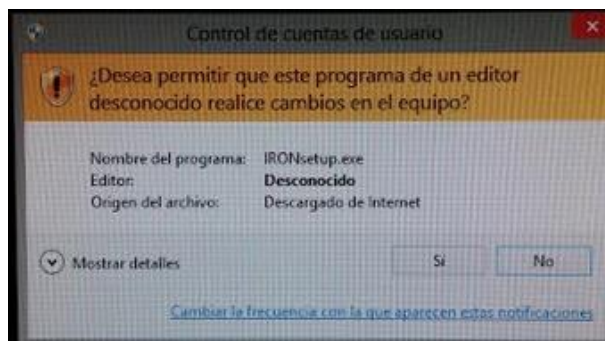 Control de cuentas de usuario
¿Desea permitir que este programa de un editor
desconocido realice cambios en el equipo?
Nombre del programa: IRONsetup.exe
Editor: Desconocido
Origen del archivo: Descargado de Internet
Mostrar detalles
Sí
No
Cambiar la frecuencia con la que aparecen estas notificaciones